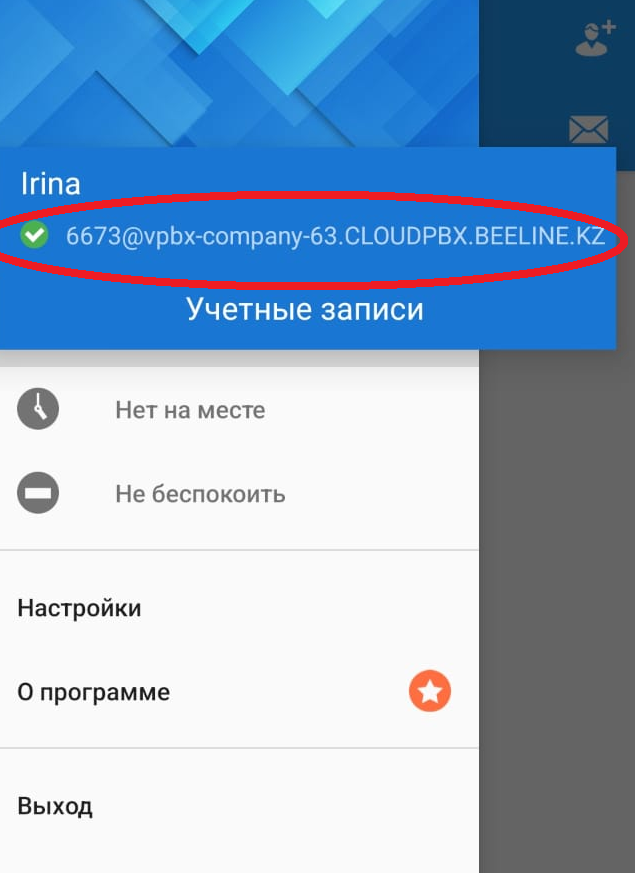 Irina
6673@vpbx-company-63.CLOUDPBX.BEELINE.KZ
Учетные записи
Нет на месте
Не беспокоить
Настройки
О программе
Выход